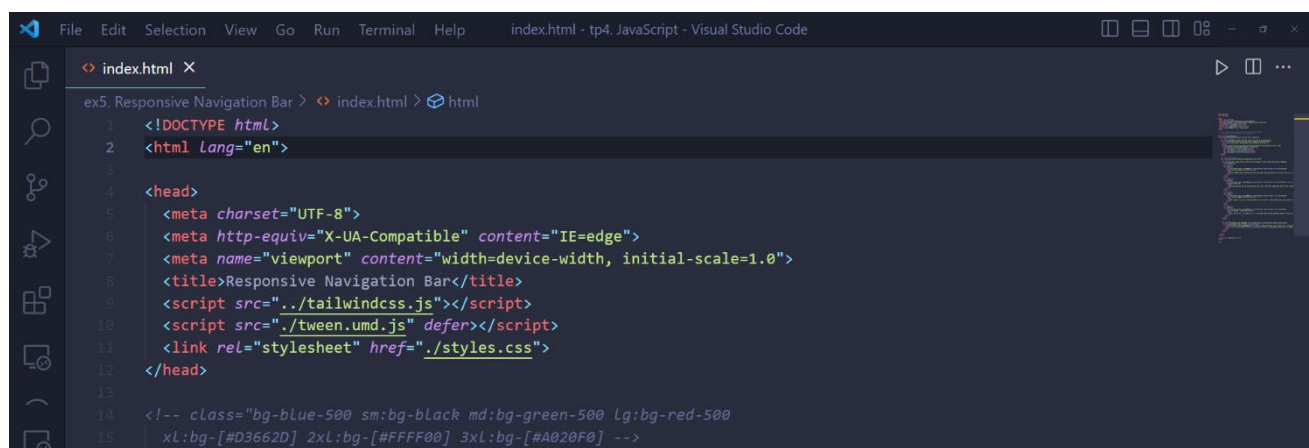 File Edit Selection View Go Run Terminal Help index.html - tp4. JavaScript - Visual Studio Code
index.html
ex5. Responsive Navigation Bar > index.html > html
1 <!DOCTYPE html>
2 <html lang="en">
3
4 <head>
5 <meta charset="UTF-8">
6 <meta http-equiv="X-UA-Compatible" content="IE=edge">
7 <meta name="viewport" content="width=device-width, initial-scale=1.0">
8 <title>Responsive Navigation Bar</title>
9 <script src="../tailwindcss.js"></script>
10 <script src="./tween.umd.js" defer></script>
11 <link rel="stylesheet" href="./styles.css">
12 </head>
13
14 <!-- class="bg-blue-500 sm:bg-black md:bg-green-500 lg:bg-red-500
15 xl:bg-[#D3662D] 2xl:bg-[#FFFF00] 3xl:bg-[#A020F0] -->